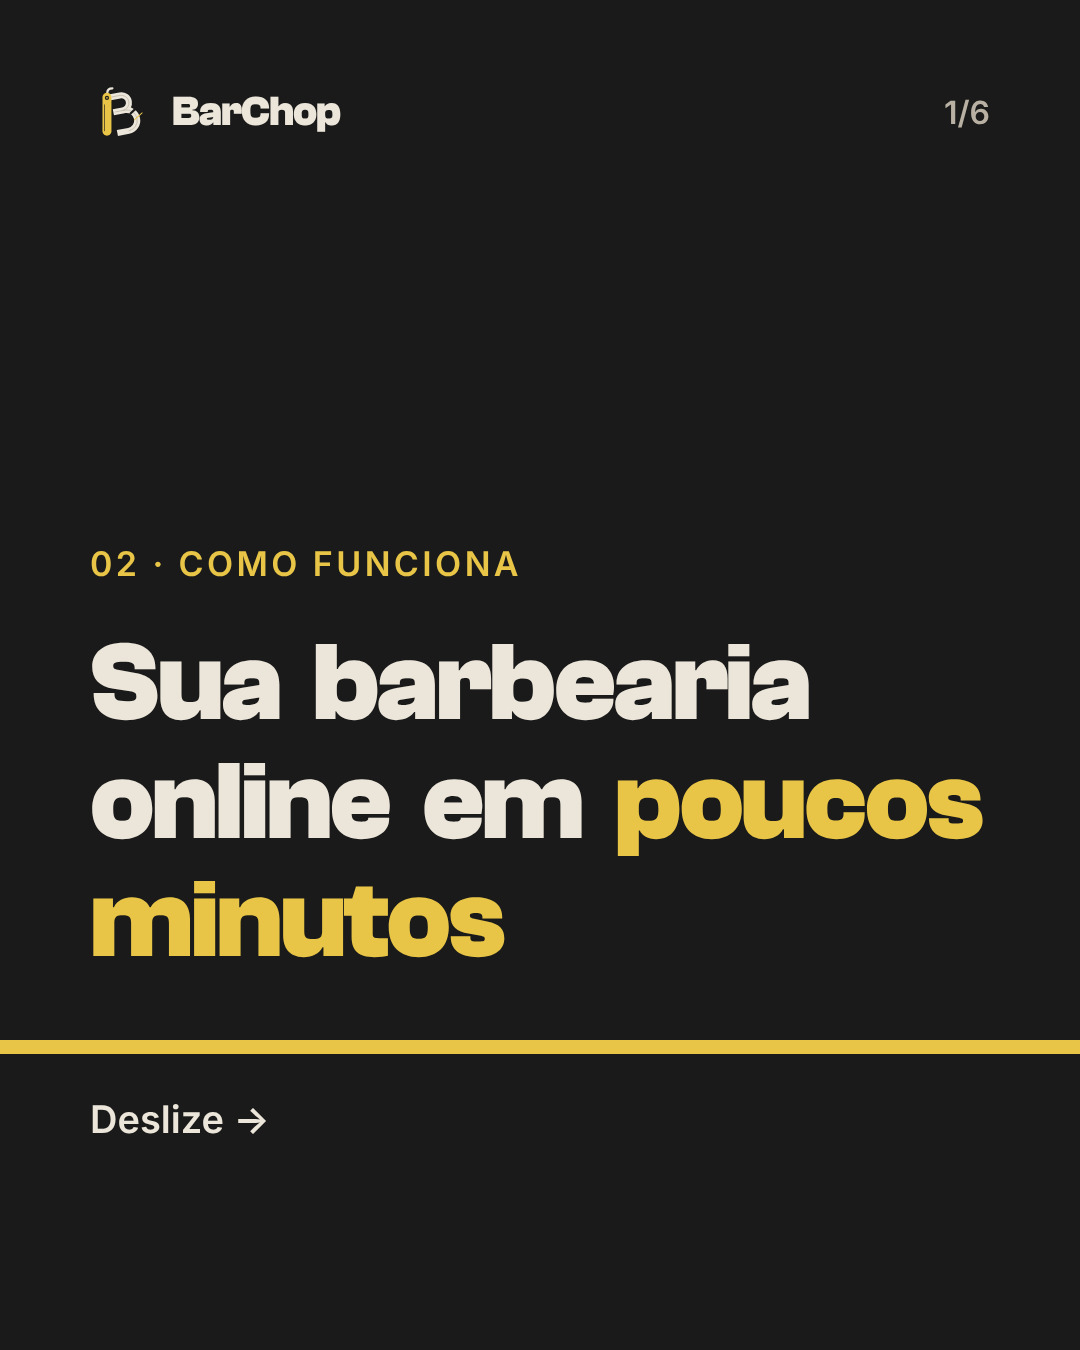 BarChop
1/6
02 · COMO FUNCIONA
Sua barbearia
online em poucos
minutos
Deslize →